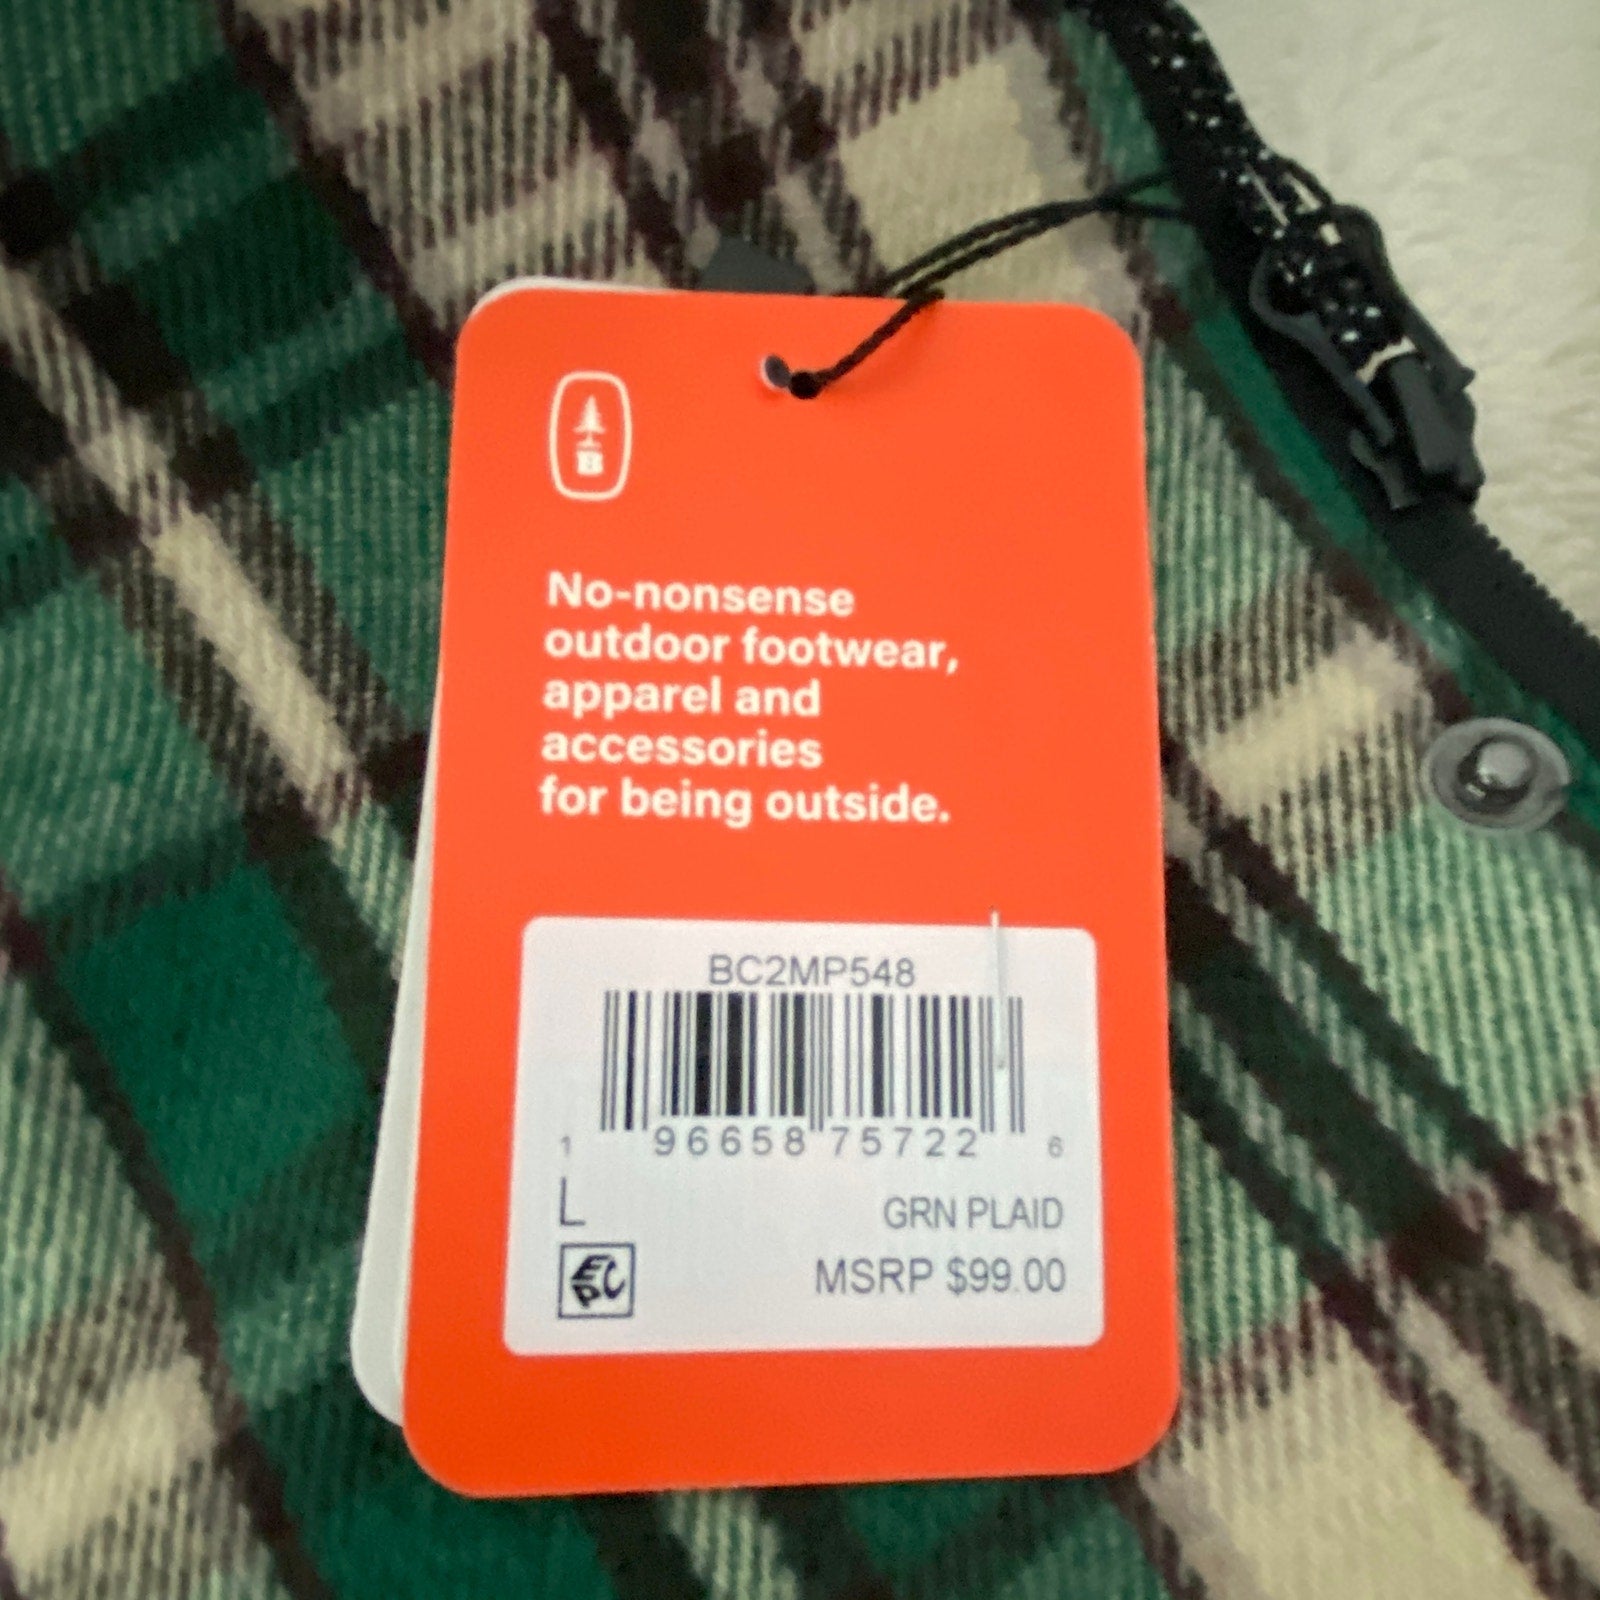 B
No-nonsense
outdoor footwear,
apparel and
accessories
for being outside.
BC2MP548
1 96658 75722 6
L
GRN PLAID
EPC
MSRP $99.00